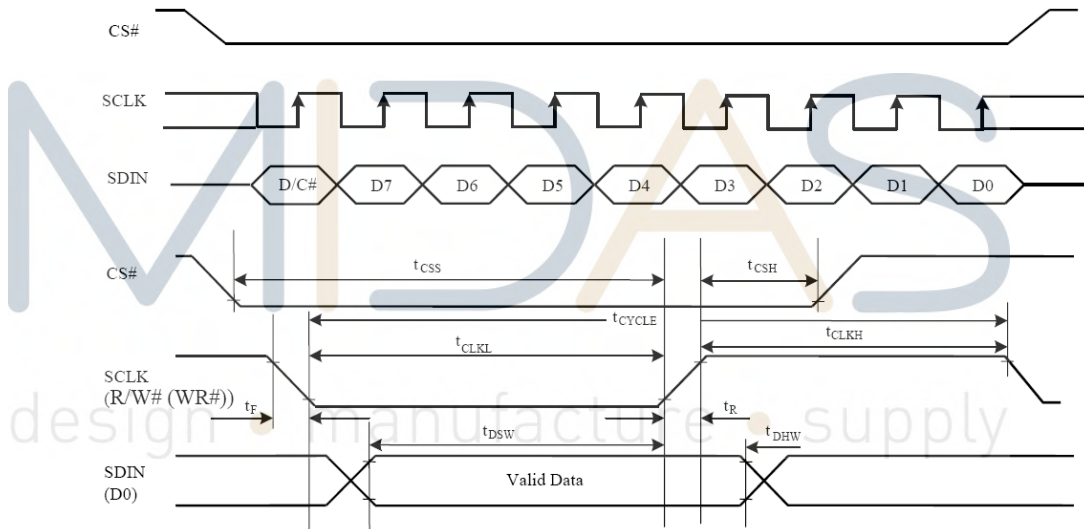 CS#
SCLK
SDIN D/C# D7 D6 D5 D4 D3 D2 D1 D0
MIDAS
CS# tCSS tCSH
tCYCLE
tCLKL tCLKH
SCLK
(R/W# (WR#))
tF tR
design • manufacture • supply
tDSW tDHW
SDIN
(D0)
Valid Data